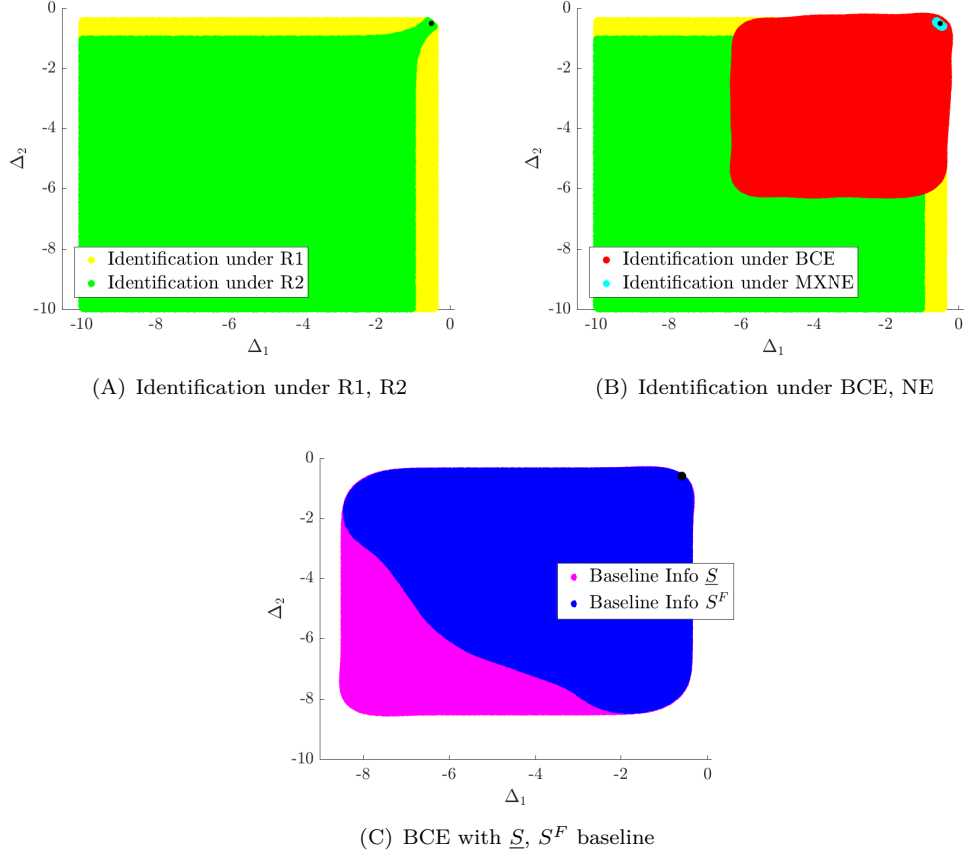 0
-2
-4
-6
-8
-10
Δ₂
Identification under R1
Identification under R2
-10 -8 -6 -4 -2 0
Δ₁
(A) Identification under R1, R2
0
-2
-4
-6
-8
-10
Δ₂
Identification under BCE
Identification under MXNE
-10 -8 -6 -4 -2 0
Δ₁
(B) Identification under BCE, NE
0
-2
-4
-6
-8
-10
Δ₂
Baseline Info S̲
Baseline Info Sᶠ
-8 -6 -4 -2 0
Δ₁
(C) BCE with S̲, Sᶠ baseline